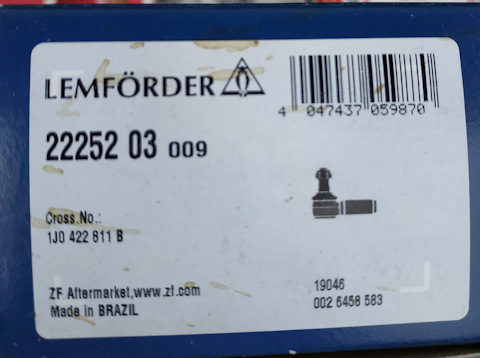 LEMFÖRDER
4 047437 059870
22252 03 009
Cross.No.:
1J0 422 811 B
ZF Aftermarket,www.zf.com
Made in BRAZIL
19046
002 6458 583